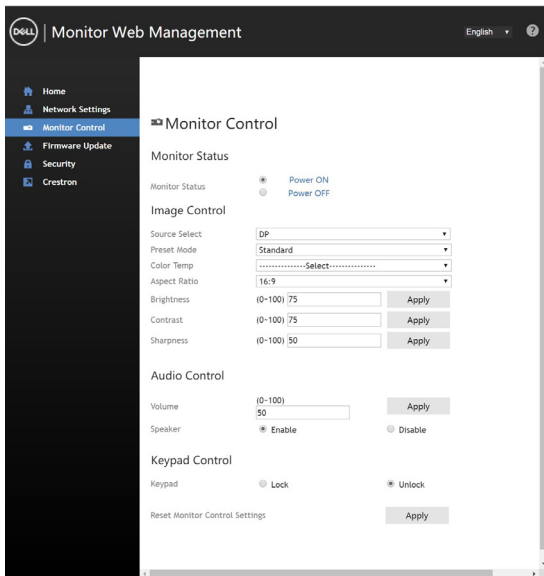 DELL
Monitor Web Management
English
?
Home
Network Settings
Monitor Control
Firmware Update
Security
Crestron
Monitor Control
Monitor Status
Monitor Status
Power ON
Power OFF
Image Control
Source Select DP
Preset Mode Standard
Color Temp ---------------Select---------------
Aspect Ratio 16:9
Brightness (0~100) 75 Apply
Contrast (0~100) 75 Apply
Sharpness (0~100) 50 Apply
Audio Control
Volume (0~100) 50 Apply
Speaker Enable Disable
Keypad Control
Keypad Lock Unlock
Reset Monitor Control Settings Apply